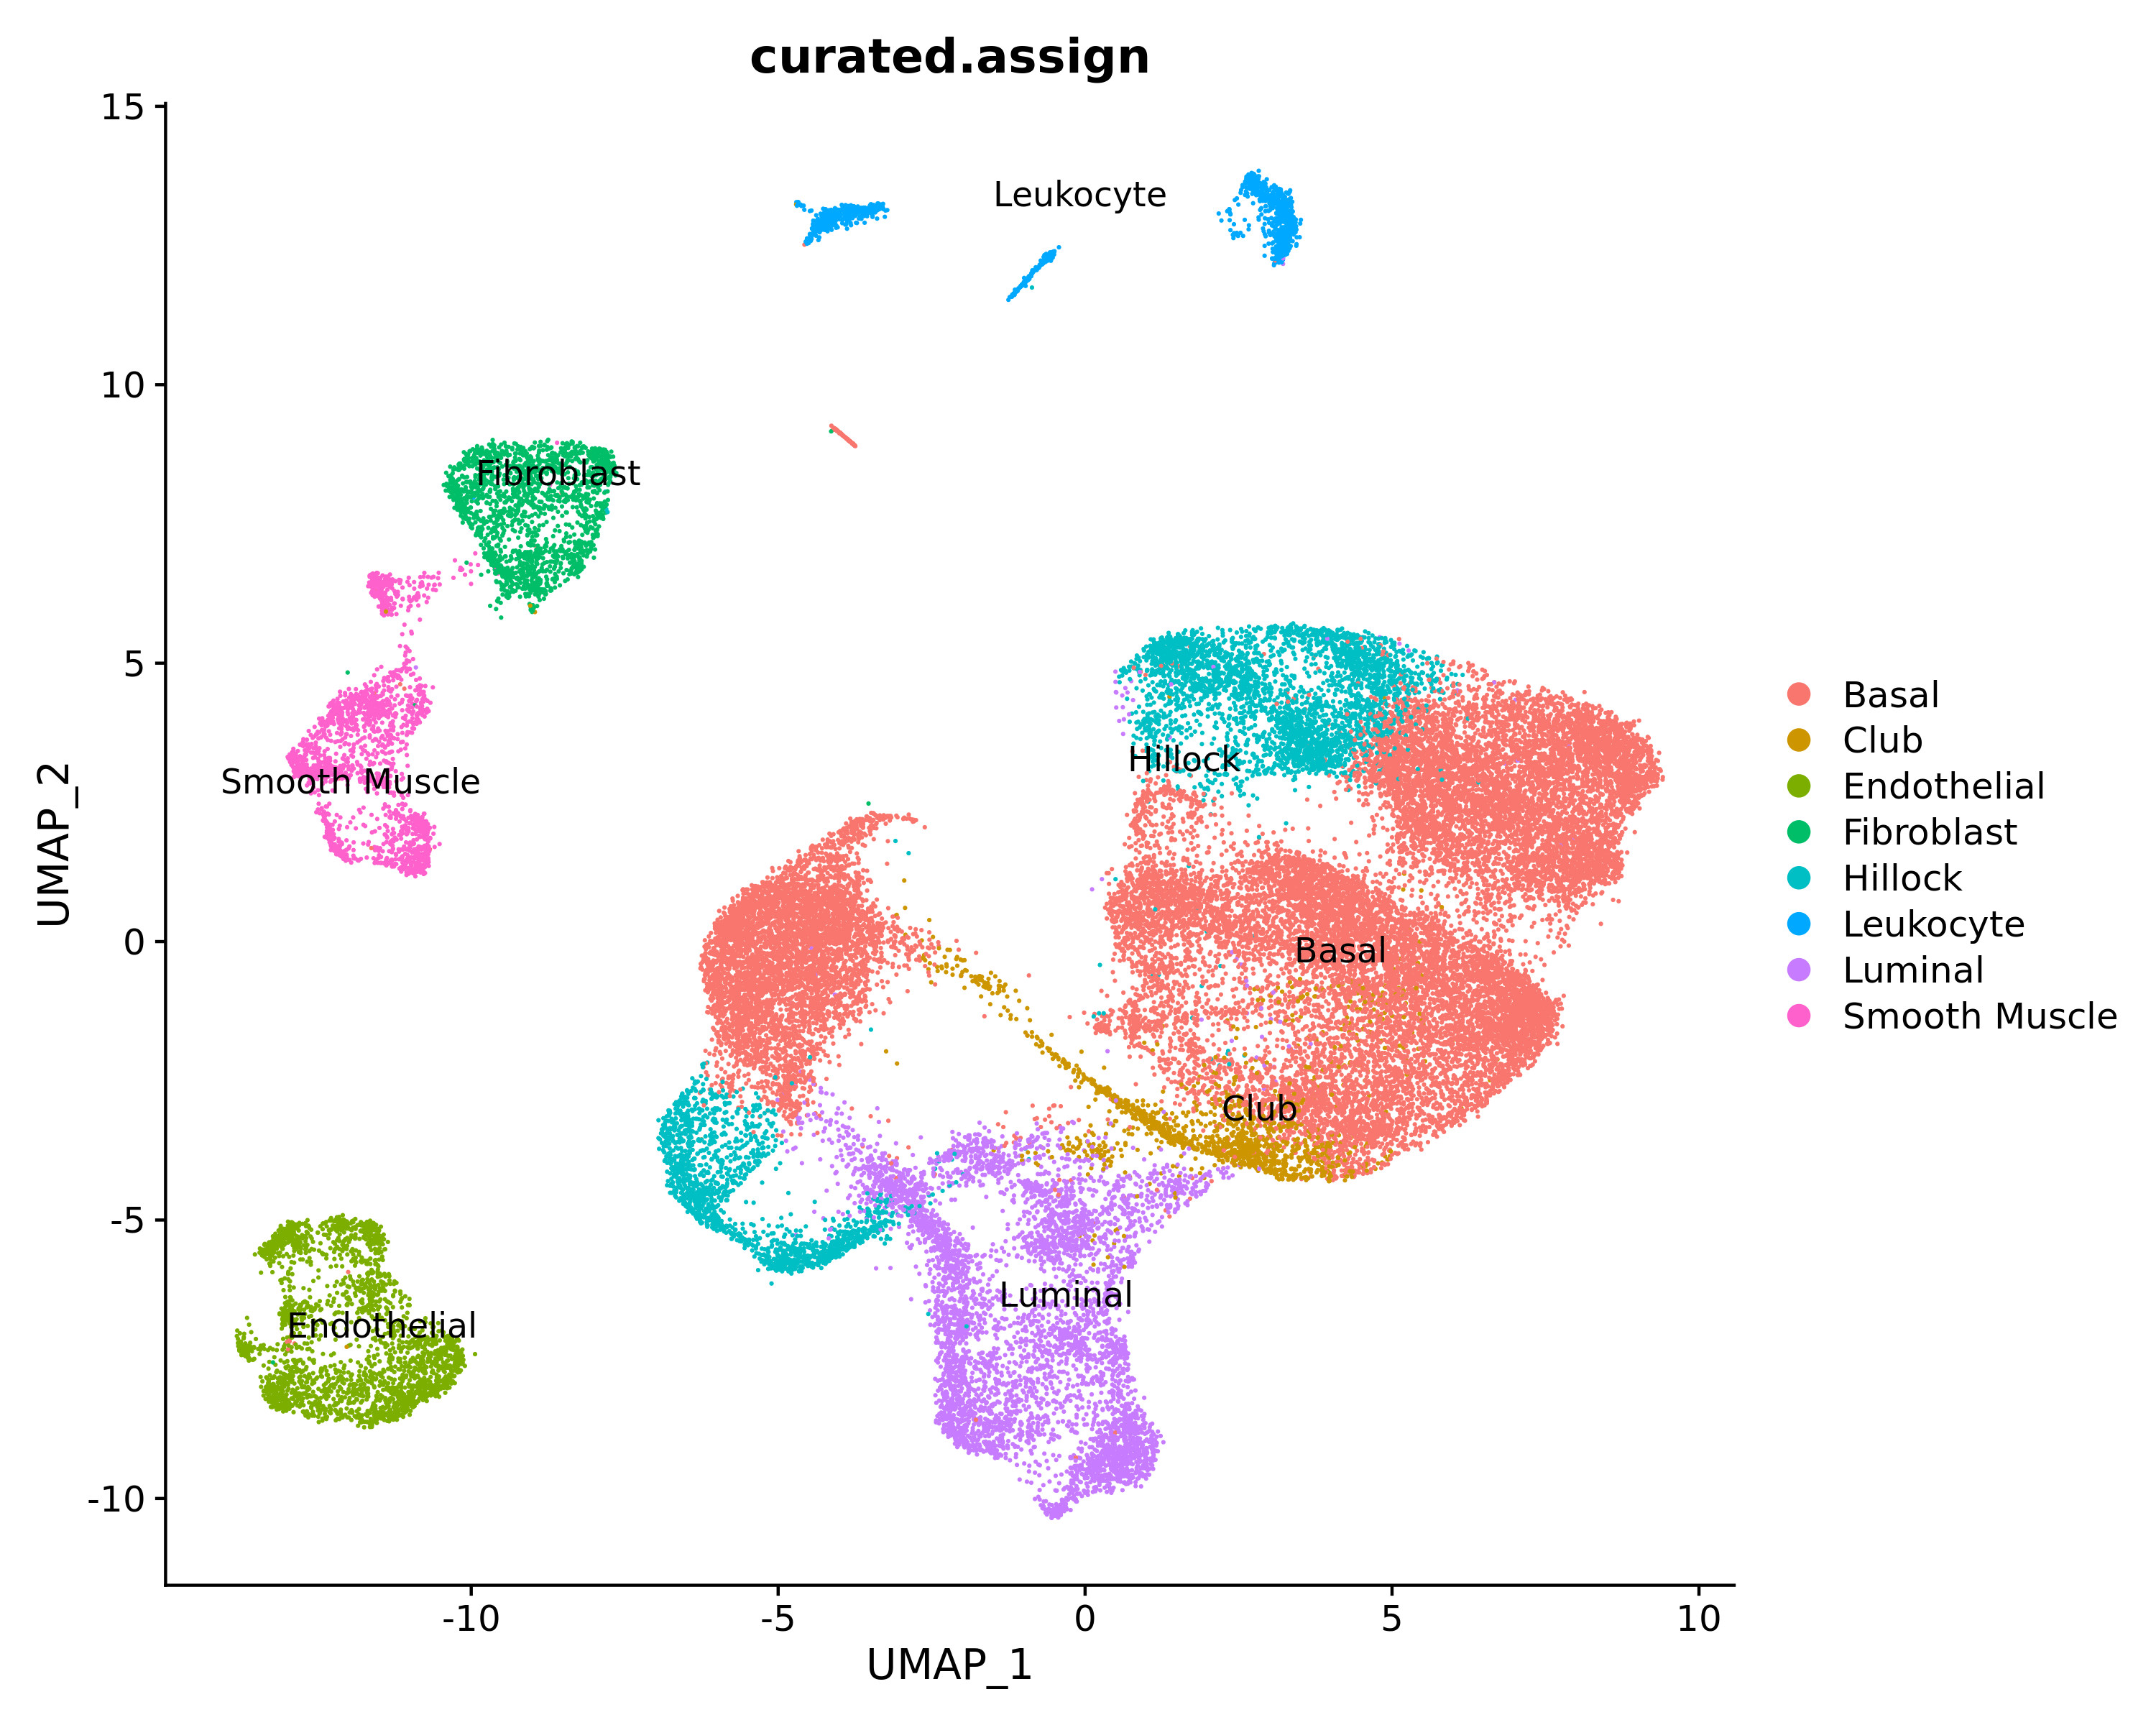 curated.assign
15
10
5
0
-5
-10
UMAP_2
Leukocyte
Fibroblast
Hillock
Smooth Muscle
Basal
Club
Luminal
Endothelial
-10
-5
0
5
10
UMAP_1
Basal
Club
Endothelial
Fibroblast
Hillock
Leukocyte
Luminal
Smooth Muscle